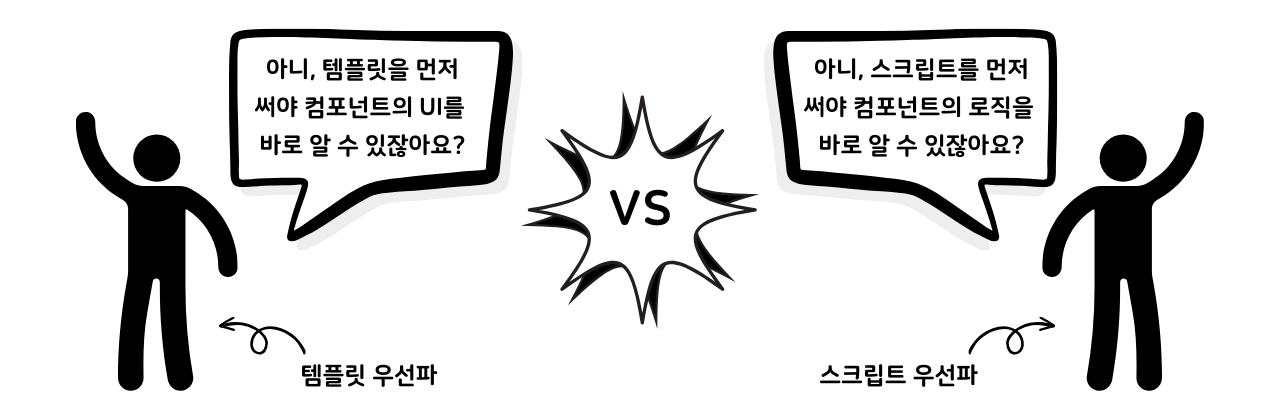 아니, 템플릿을 먼저
써야 컴포넌트의 UI를
바로 알 수 있잖아요?
VS
아니, 스크립트를 먼저
써야 컴포넌트의 로직을
바로 알 수 있잖아요?
템플릿 우선파
스크립트 우선파